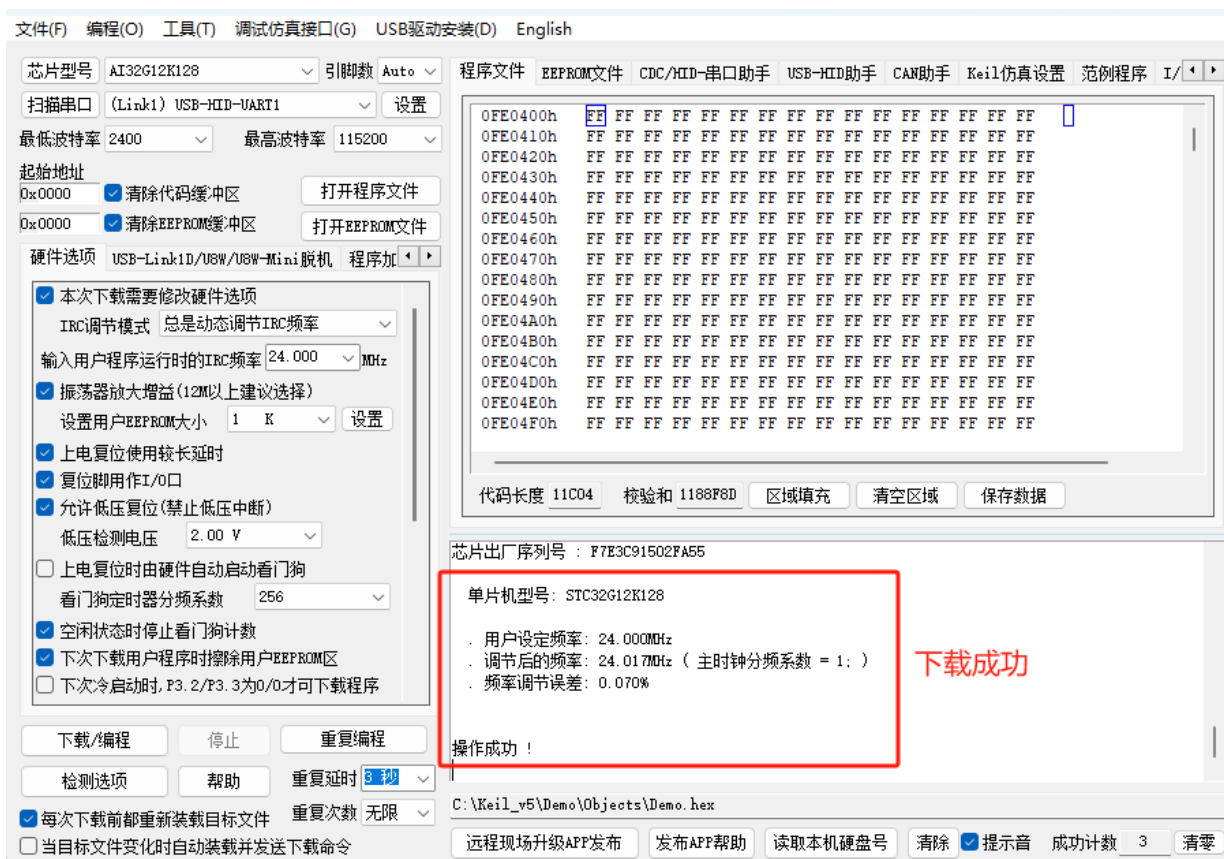 文件(F) 编程(O) 工具(T) 调试仿真接口(G) USB驱动安装(D) English
芯片型号 AI32G12K128 引脚数 Auto
扫描串口 (Link1) USB-HID-UART1 设置
最低波特率 2400 最高波特率 115200
起始地址
0x0000 清除代码缓冲区 打开程序文件
0x0000 清除EEPROM缓冲区 打开EEPROM文件
硬件选项 USB-Link1D/U8W/U8W-Mini脱机 程序加
本次下载需要修改硬件选项
IRC调节模式 总是动态调节IRC频率
输入用户程序运行时的IRC频率 24.000 MHz
振荡器放大增益(12M以上建议选择)
设置用户EEPROM大小 1 K 设置
上电复位使用较长延时
复位脚用作I/O口
允许低压复位(禁止低压中断)
低压检测电压 2.00 V
上电复位时由硬件自动启动看门狗
看门狗定时器分频系数 256
空闲状态时停止看门狗计数
下次下载用户程序时擦除用户EEPROM区
下次冷启动时,P3.2/P3.3为0/0才可下载程序
下载/编程 停止 重复编程
检测选项 帮助 重复延时 3 秒
每次下载前都重新装载目标文件 重复次数 无限
当目标文件变化时自动装载并发送下载命令
程序文件 EEPROM文件 CDC/HID-串口助手 USB-HID助手 CAN助手 Keil仿真设置 范例程序 I/
0FE0400h FF FF FF FF FF FF FF FF FF FF FF FF FF FF FF FF
0FE0410h FF FF FF FF FF FF FF FF FF FF FF FF FF FF FF FF
0FE0420h FF FF FF FF FF FF FF FF FF FF FF FF FF FF FF FF
0FE0430h FF FF FF FF FF FF FF FF FF FF FF FF FF FF FF FF
0FE0440h FF FF FF FF FF FF FF FF FF FF FF FF FF FF FF FF
0FE0450h FF FF FF FF FF FF FF FF FF FF FF FF FF FF FF FF
0FE0460h FF FF FF FF FF FF FF FF FF FF FF FF FF FF FF FF
0FE0470h FF FF FF FF FF FF FF FF FF FF FF FF FF FF FF FF
0FE0480h FF FF FF FF FF FF FF FF FF FF FF FF FF FF FF FF
0FE0490h FF FF FF FF FF FF FF FF FF FF FF FF FF FF FF FF
0FE04A0h FF FF FF FF FF FF FF FF FF FF FF FF FF FF FF FF
0FE04B0h FF FF FF FF FF FF FF FF FF FF FF FF FF FF FF FF
0FE04C0h FF FF FF FF FF FF FF FF FF FF FF FF FF FF FF FF
0FE04D0h FF FF FF FF FF FF FF FF FF FF FF FF FF FF FF FF
0FE04E0h FF FF FF FF FF FF FF FF FF FF FF FF FF FF FF FF
0FE04F0h FF FF FF FF FF FF FF FF FF FF FF FF FF FF FF FF
代码长度 11C04 校验和 1188F8D 区域填充 清空区域 保存数据
芯片出厂序列号 : F7E3C91502FA55
单片机型号: STC32G12K128
. 用户设定频率: 24.000MHz
. 调节后的频率: 24.017MHz ( 主时钟分频系数 = 1; )
. 频率调节误差: 0.070%
下载成功
操作成功 !
C:\Keil_v5\Demo\Objects\Demo.hex
远程现场升级APP发布 发布APP帮助 读取本机硬盘号 清除 提示音 成功计数 3 清零